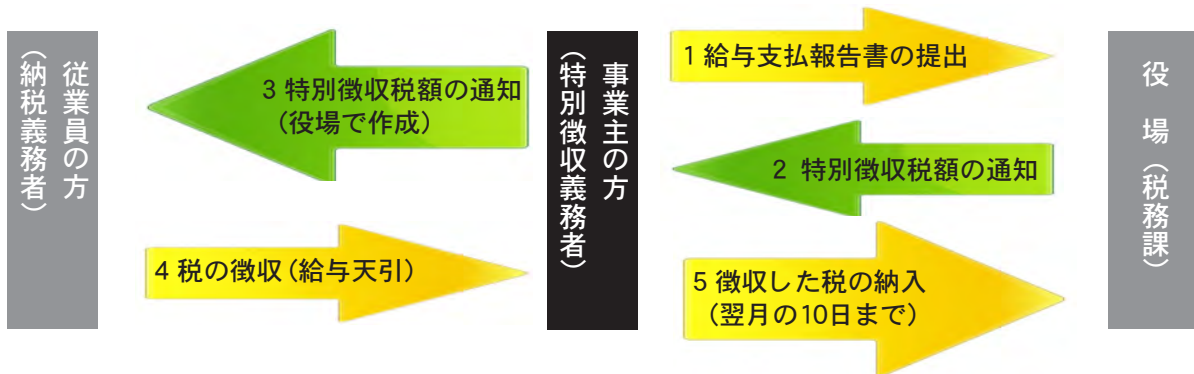 従業員の方
（納税義務者）
3 特別徴収税額の通知
（役場で作成）
4 税の徴収（給与天引）
事業主の方
（特別徴収義務者）
1 給与支払報告書の提出
2 特別徴収税額の通知
5 徴収した税の納入
（翌月の10日まで）
役場（税務課）